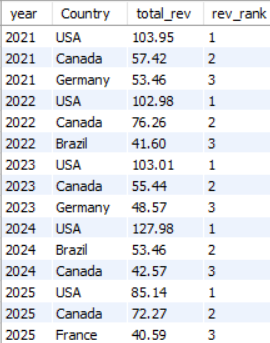 year Country total_rev rev_rank
2021 USA 103.95 1
2021 Canada 57.42 2
2021 Germany 53.46 3
2022 USA 102.98 1
2022 Canada 76.26 2
2022 Brazil 41.60 3
2023 USA 103.01 1
2023 Canada 55.44 2
2023 Germany 48.57 3
2024 USA 127.98 1
2024 Brazil 53.46 2
2024 Canada 42.57 3
2025 USA 85.14 1
2025 Canada 72.27 2
2025 France 40.59 3